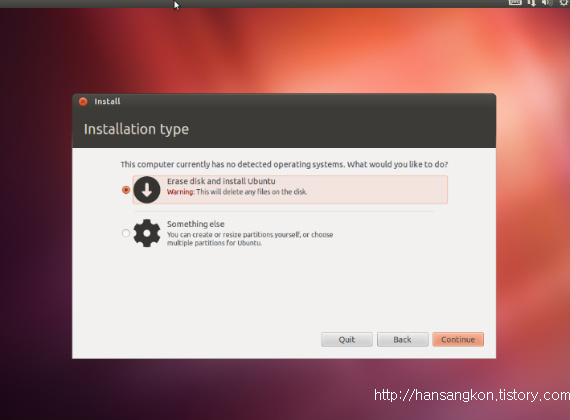 Install
Installation type
This computer currently has no detected operating systems. What would you like to do?
Erase disk and install Ubuntu
Warning: This will delete any files on the disk.
Something else
You can create or resize partitions yourself, or choose
multiple partitions for Ubuntu.
Quit
Back
Continue
http://hansangkon.tistory.com